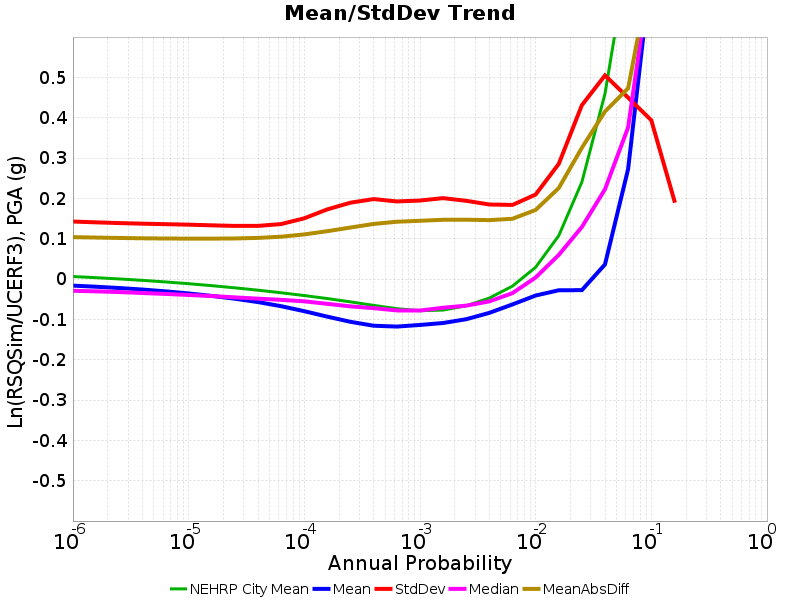 Mean/StdDev Trend
Ln(RSQSim/UCERF3), PGA (g)
0.5
0.4
0.3
0.2
0.1
0
-0.1
-0.2
-0.3
-0.4
-0.5
10-6 10-5 10-4 10-3 10-2 10-1 100
Annual Probability
NEHRP City Mean Mean StdDev Median MeanAbsDiff